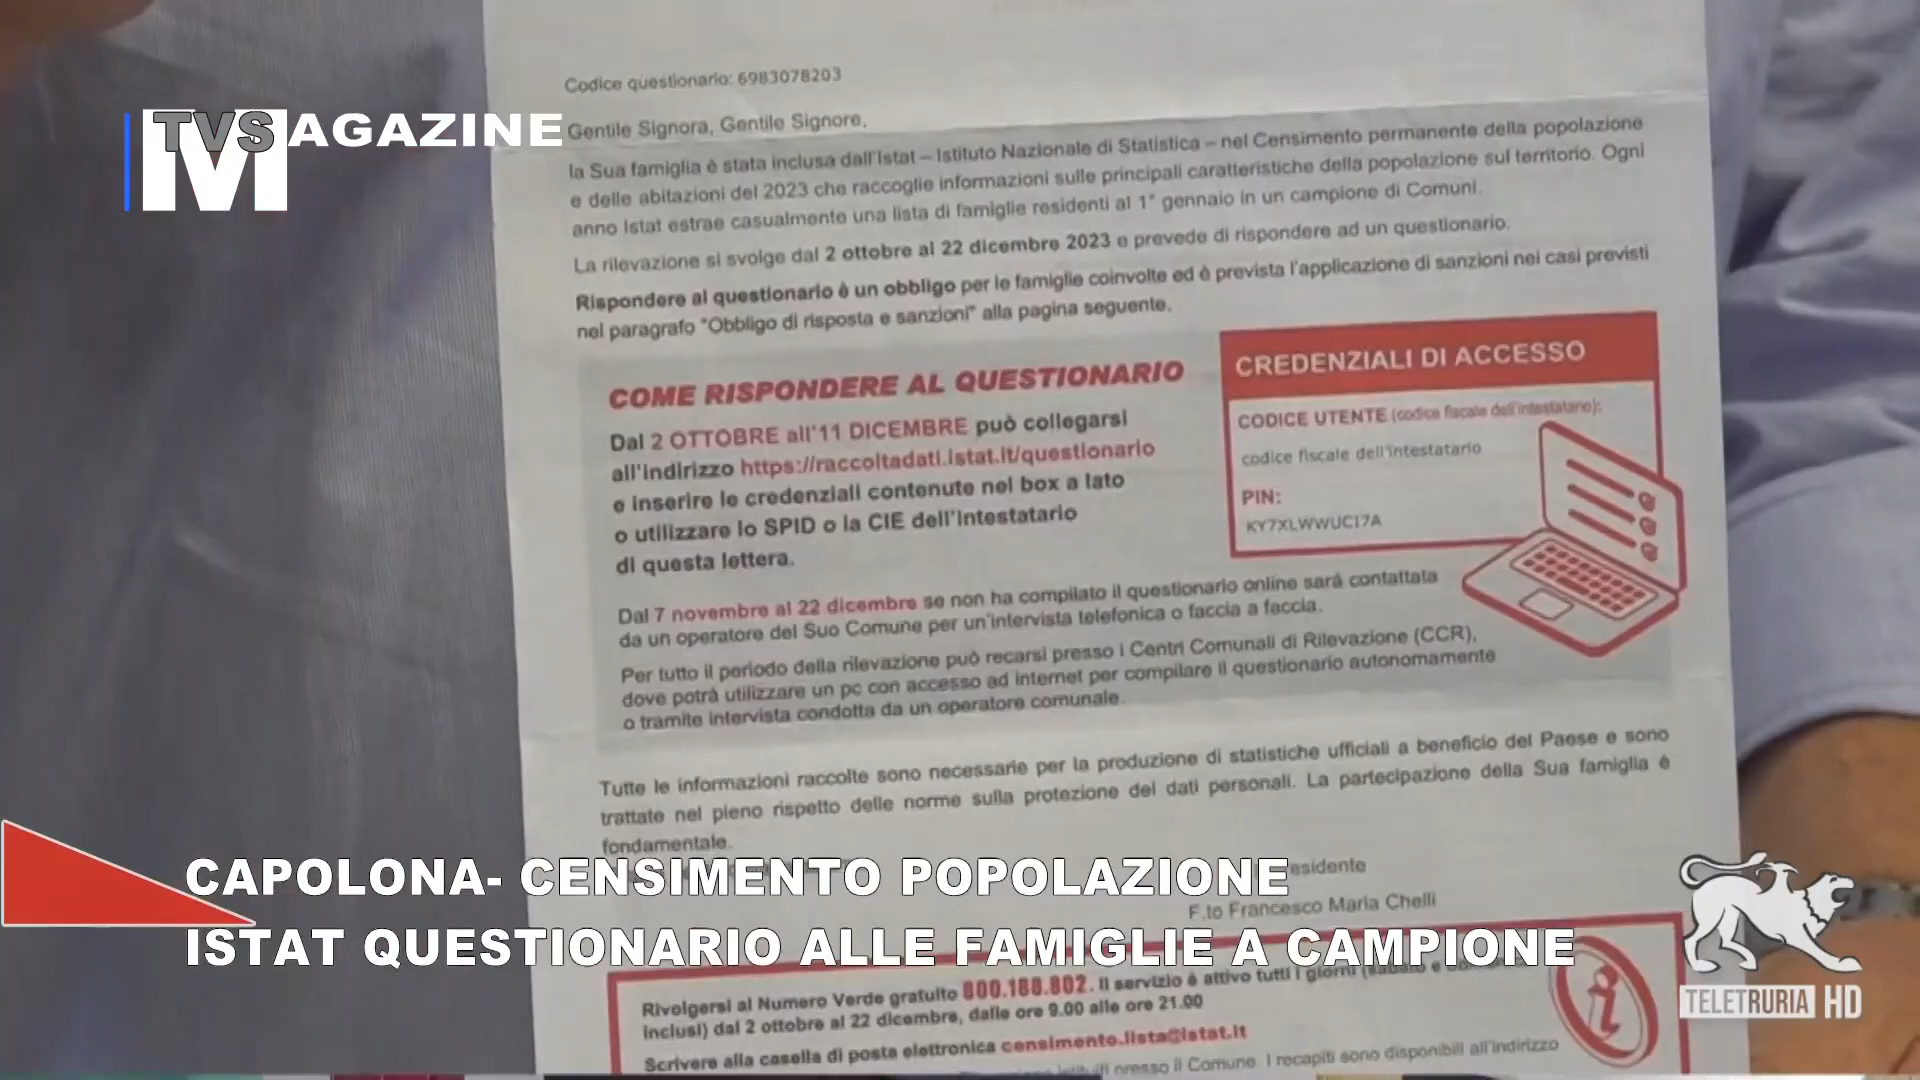 Codice questionario: 6983078203
TVS
MAGAZINE
Gentile Signora, Gentile Signore,
la Sua famiglia è stata inclusa dall'Istat – Istituto Nazionale di Statistica – nel Censimento permanente della popolazione
e delle abitazioni del 2023 che raccoglie informazioni sulle principali caratteristiche della popolazione sul territorio. Ogni
anno Istat estrae casualmente una lista di famiglie residenti al 1° gennaio in un campione di Comuni.
La rilevazione si svolge dal 2 ottobre al 22 dicembre 2023 e prevede di rispondere ad un questionario.
Rispondere al questionario è un obbligo per le famiglie coinvolte ed è prevista l'applicazione di sanzioni nei casi previsti
nel paragrafo "Obbligo di risposta e sanzioni" alla pagina seguente.
COME RISPONDERE AL QUESTIONARIO
Dal 2 OTTOBRE all'11 DICEMBRE può collegarsi
all'indirizzo https://raccoltadati.istat.it/questionario
e inserire le credenziali contenute nel box a lato
o utilizzare lo SPID o la CIE dell'intestatario
di questa lettera.
CREDENZIALI DI ACCESSO
CODICE UTENTE (codice fiscale dell'intestatario):
codice fiscale dell'intestatario
PIN:
KY7XLWWUCI7A
Dal 7 novembre al 22 dicembre se non ha compilato il questionario online sarà contattata
da un operatore del Suo Comune per un'intervista telefonica o faccia a faccia.
Per tutto il periodo della rilevazione può recarsi presso i Centri Comunali di Rilevazione (CCR),
dove potrà utilizzare un pc con accesso ad internet per compilare il questionario autonomamente
o tramite intervista condotta da un operatore comunale.
Tutte le informazioni raccolte sono necessarie per la produzione di statistiche ufficiali a beneficio del Paese e sono
trattate nel pieno rispetto delle norme sulla protezione dei dati personali. La partecipazione della Sua famiglia è
fondamentale.
residente
F.to Francesco Maria Chelli
CAPOLONA- CENSIMENTO POPOLAZIONE
ISTAT QUESTIONARIO ALLE FAMIGLIE A CAMPIONE
Rivolgersi al Numero Verde gratuito 800.188.802. Il servizio è attivo tutti i giorni (sabato e
inclusi) dal 2 ottobre al 22 dicembre, dalle ore 9.00 alle ore 21.00
Scrivere alla casella di posta elettronica censimento.lista@istat.it
presso il Comune. I recapiti sono disponibili all'indirizzo
TELETRURIA HD